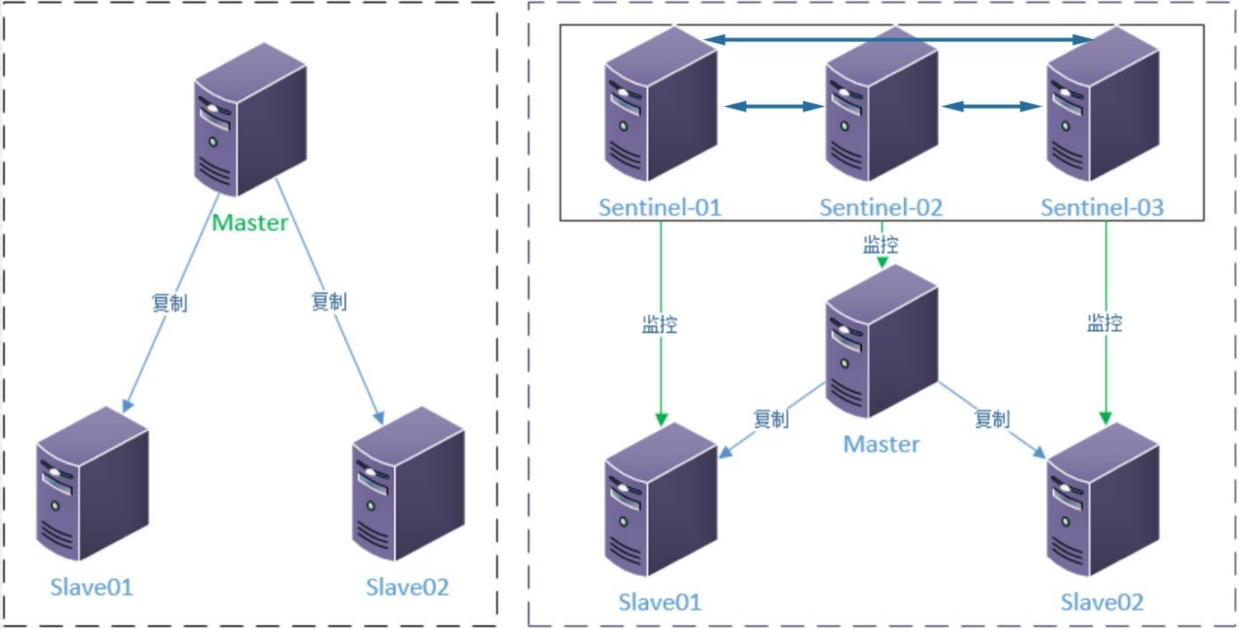 Master
复制
复制
Slave01
Slave02
Sentinel-01
Sentinel-02
Sentinel-03
监控
监控
监控
复制
复制
Master
Slave01
Slave02